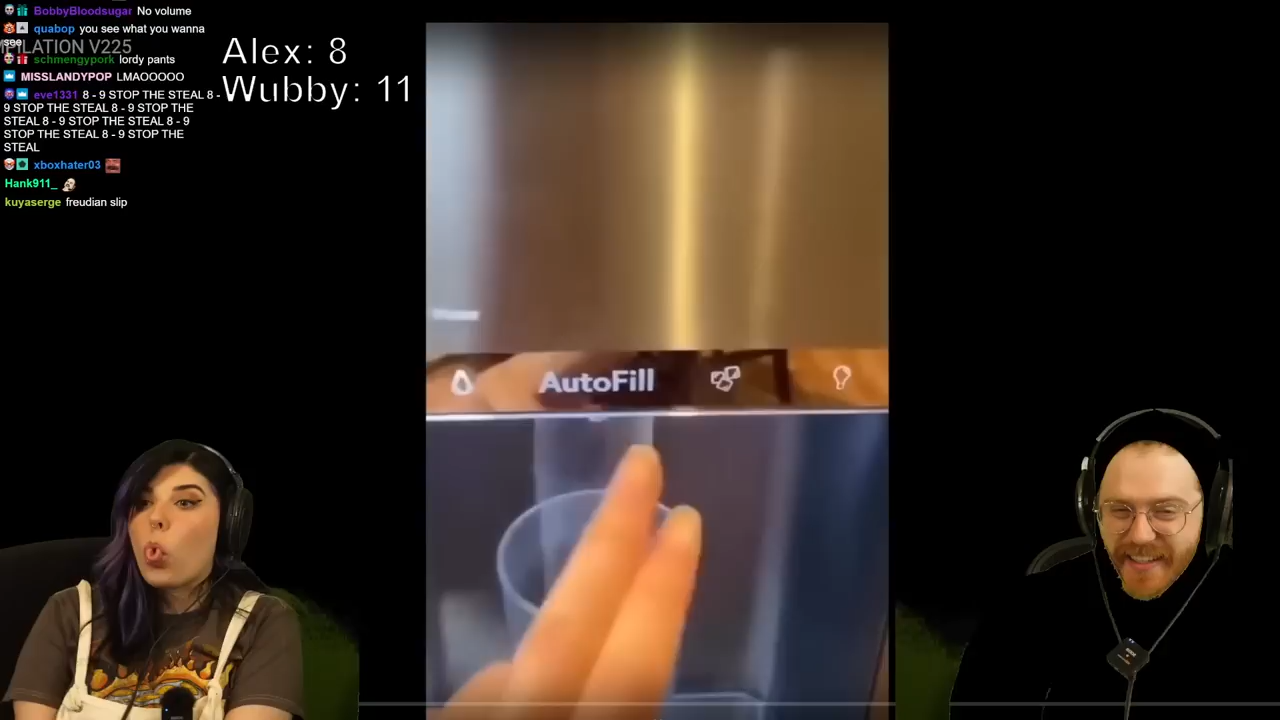 BobbyBloodsugar No volume
quabop you see what you wanna
see
PILATION V225
schmengypork lordy pants
MISSLANDYPOP LMAOOOOO
eve1331 8 - 9 STOP THE STEAL 8 -
9 STOP THE STEAL 8 - 9 STOP THE
STEAL 8 - 9 STOP THE STEAL 8 - 9
STOP THE STEAL 8 - 9 STOP THE
STEAL
xboxhater03
Hank911_
kuyaserge freudian slip
Alex: 8
Wubby: 11
AutoFill